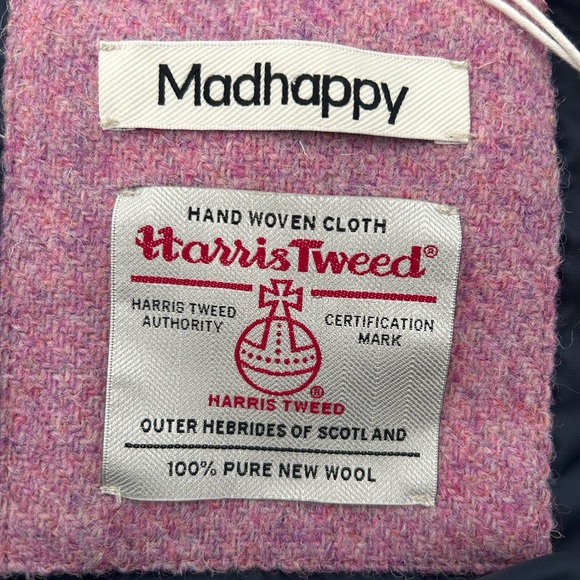 Madhappy
HAND WOVEN CLOTH
Harris Tweed®
HARRIS TWEED
AUTHORITY
CERTIFICATION
MARK
®
HARRIS TWEED
OUTER HEBRIDES OF SCOTLAND
100% PURE NEW WOOL